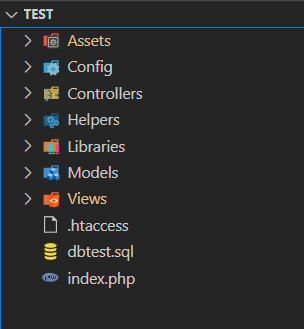 TEST
Assets
Config
Controllers
Helpers
Libraries
Models
Views
.htaccess
dbtest.sql
index.php